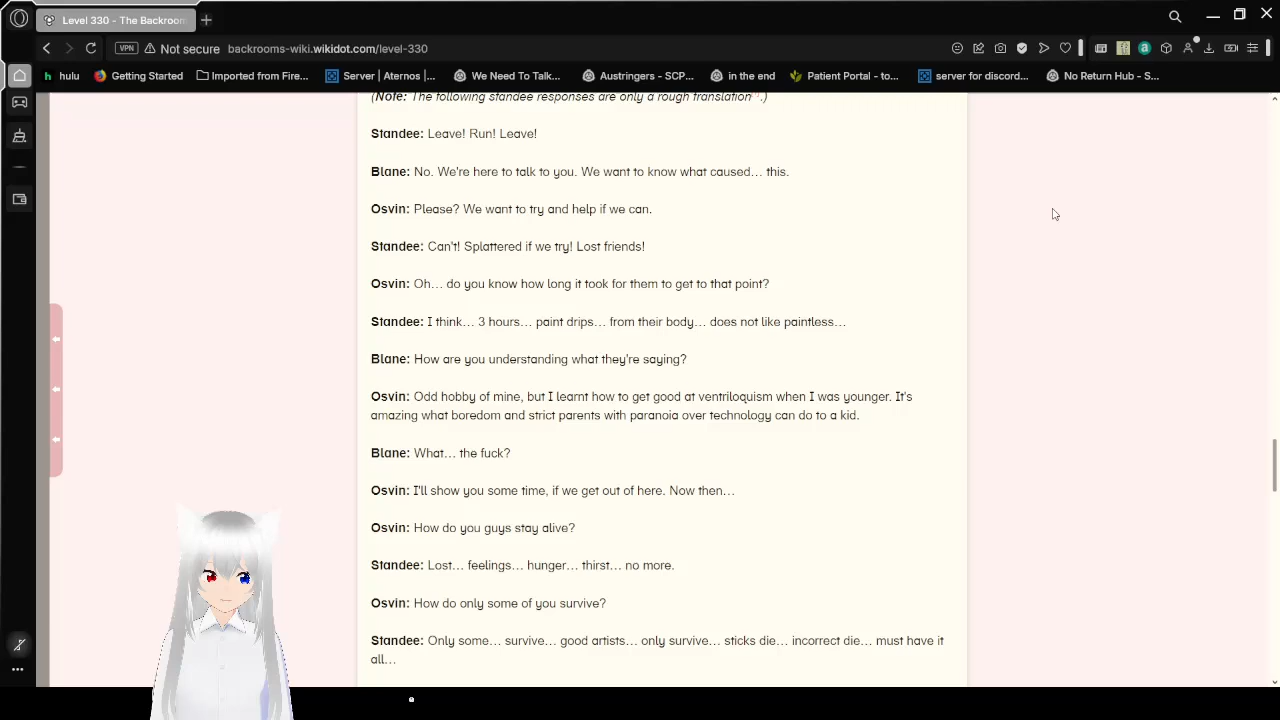 Level 330 - The Backroom
VPN Not secure backrooms-wiki.wikidot.com/level-330
hulu Getting Started Imported from Fire... Server | Aternos |... We Need To Talk... Austringers - SCP... in the end Patient Portal - to... server for discord... No Return Hub - S...
(Note: The following standee responses are only a rough translation .)
Standee: Leave! Run! Leave!
Blane: No. We're here to talk to you. We want to know what caused… this.
Osvin: Please? We want to try and help if we can.
Standee: Can't! Splattered if we try! Lost friends!
Osvin: Oh… do you know how long it took for them to get to that point?
Standee: I think… 3 hours… paint drips… from their body… does not like paintless…
Blane: How are you understanding what they're saying?
Osvin: Odd hobby of mine, but I learnt how to get good at ventriloquism when I was younger. It's
amazing what boredom and strict parents with paranoia over technology can do to a kid.
Blane: What… the fuck?
Osvin: I'll show you some time, if we get out of here. Now then…
Osvin: How do you guys stay alive?
Standee: Lost… feelings… hunger… thirst… no more.
Osvin: How do only some of you survive?
Standee: Only some… survive… good artists… only survive… sticks die… incorrect die… must have it
all…